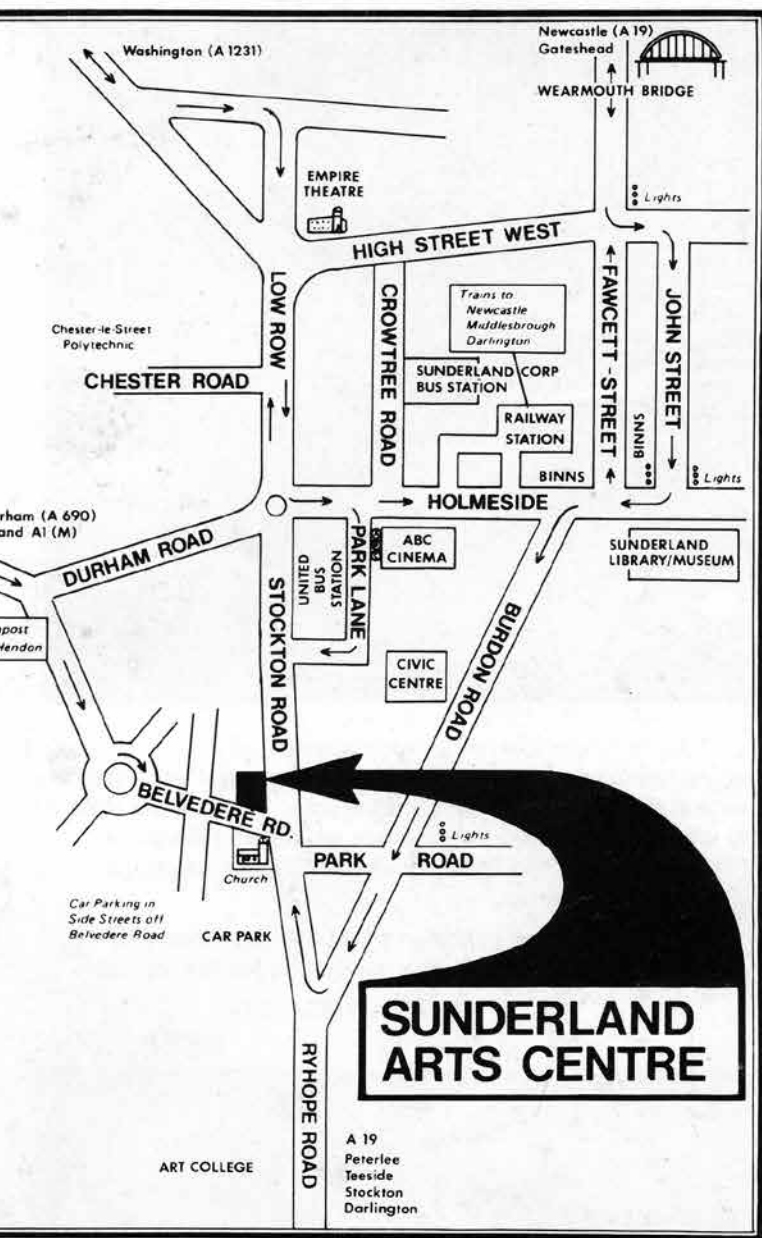 Washington (A 1231)
Newcastle (A 19)
Gateshead
WEARMOUTH BRIDGE
Lights
EMPIRE
THEATRE
HIGH STREET WEST
LOW ROW
CROWTREE ROAD
Trains to
Newcastle
Middlesbrough
Darlington
FAWCETT - STREET
JOHN STREET
Chester-le-Street
Polytechnic
CHESTER ROAD
SUNDERLAND CORP
BUS STATION
RAILWAY
STATION
BINNS
BINNS
Lights
HOLMESIDE
rham (A 690)
and A1 (M)
DURHAM ROAD
UNITED
BUS
STATION
PARK LANE
ABC
CINEMA
SUNDERLAND
LIBRARY/MUSEUM
STOCKTON ROAD
BURDON ROAD
post
Hendon
CIVIC
CENTRE
BELVEDERE RD.
Lights
PARK ROAD
Church
Car Parking in
Side Streets off
Belvedere Road
CAR PARK
SUNDERLAND
ARTS CENTRE
RYHOPE ROAD
ART COLLEGE
A 19
Peterlee
Teeside
Stockton
Darlington